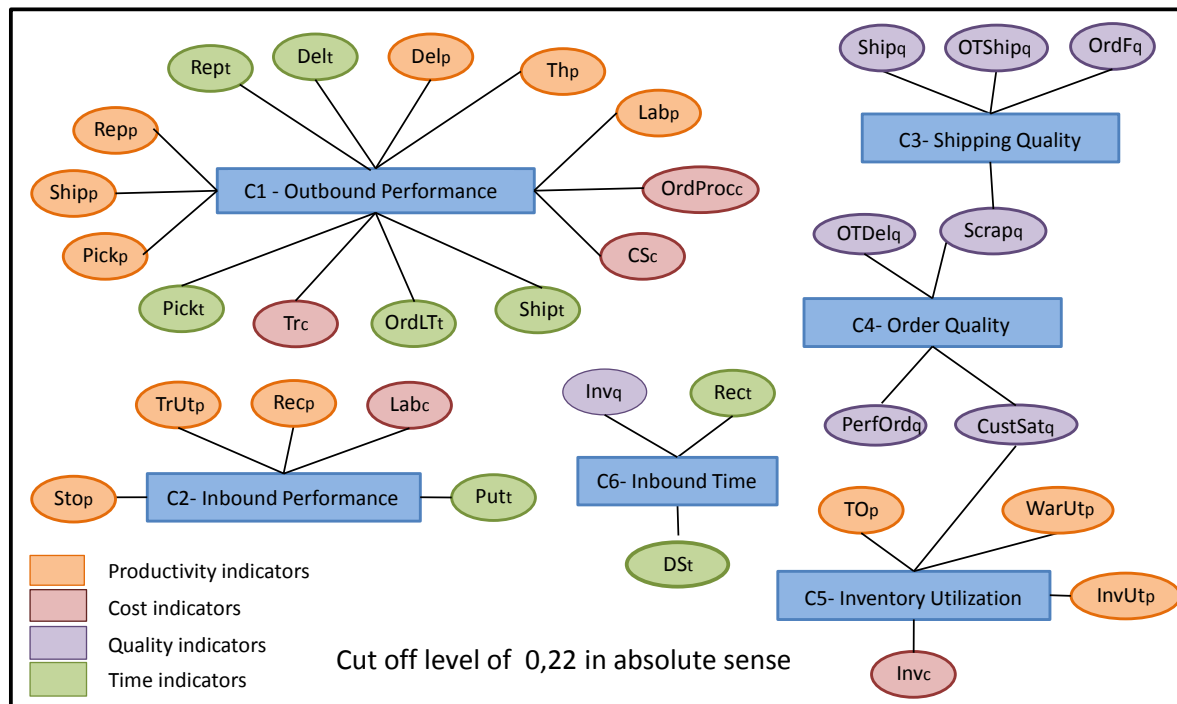 Rept
Delt
Delp
Thp
Labp
Repp
Shipp
Pickp
C1 - Outbound Performance
OrdProcc
CSc
Pickt
Trc
OrdLTt
Shipt
Shipq
OTShipq
OrdFq
C3- Shipping Quality
OTDelq
Scrapq
C4- Order Quality
PerfOrdq
CustSatq
TrUtp
Recp
Labc
Stop
C2- Inbound Performance
Putt
Invq
Rect
C6- Inbound Time
DSt
TOp
WarUtp
C5- Inventory Utilization
InvUtp
Invc
Productivity indicators
Cost indicators
Quality indicators
Time indicators
Cut off level of 0,22 in absolute sense